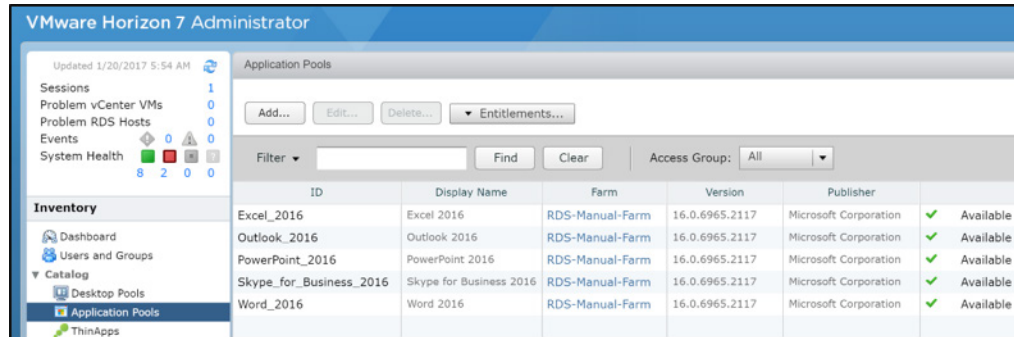 VMware Horizon 7 Administrator
Updated 1/20/2017 5:54 AM
Sessions 1
Problem vCenter VMs 0
Problem RDS Hosts 0
Events 0 0
System Health
8 2 0 0
Inventory
Dashboard
Users and Groups
Catalog
Desktop Pools
Application Pools
ThinApps
Application Pools
Add... Edit... Delete... Entitlements...
Filter Find Clear Access Group: All
ID Display Name Farm Version Publisher
Excel_2016 Excel 2016 RDS-Manual-Farm 16.0.6965.2117 Microsoft Corporation Available
Outlook_2016 Outlook 2016 RDS-Manual-Farm 16.0.6965.2117 Microsoft Corporation Available
PowerPoint_2016 PowerPoint 2016 RDS-Manual-Farm 16.0.6965.2117 Microsoft Corporation Available
Skype_for_Business_2016 Skype for Business 2016 RDS-Manual-Farm 16.0.6965.2117 Microsoft Corporation Available
Word_2016 Word 2016 RDS-Manual-Farm 16.0.6965.2117 Microsoft Corporation Available